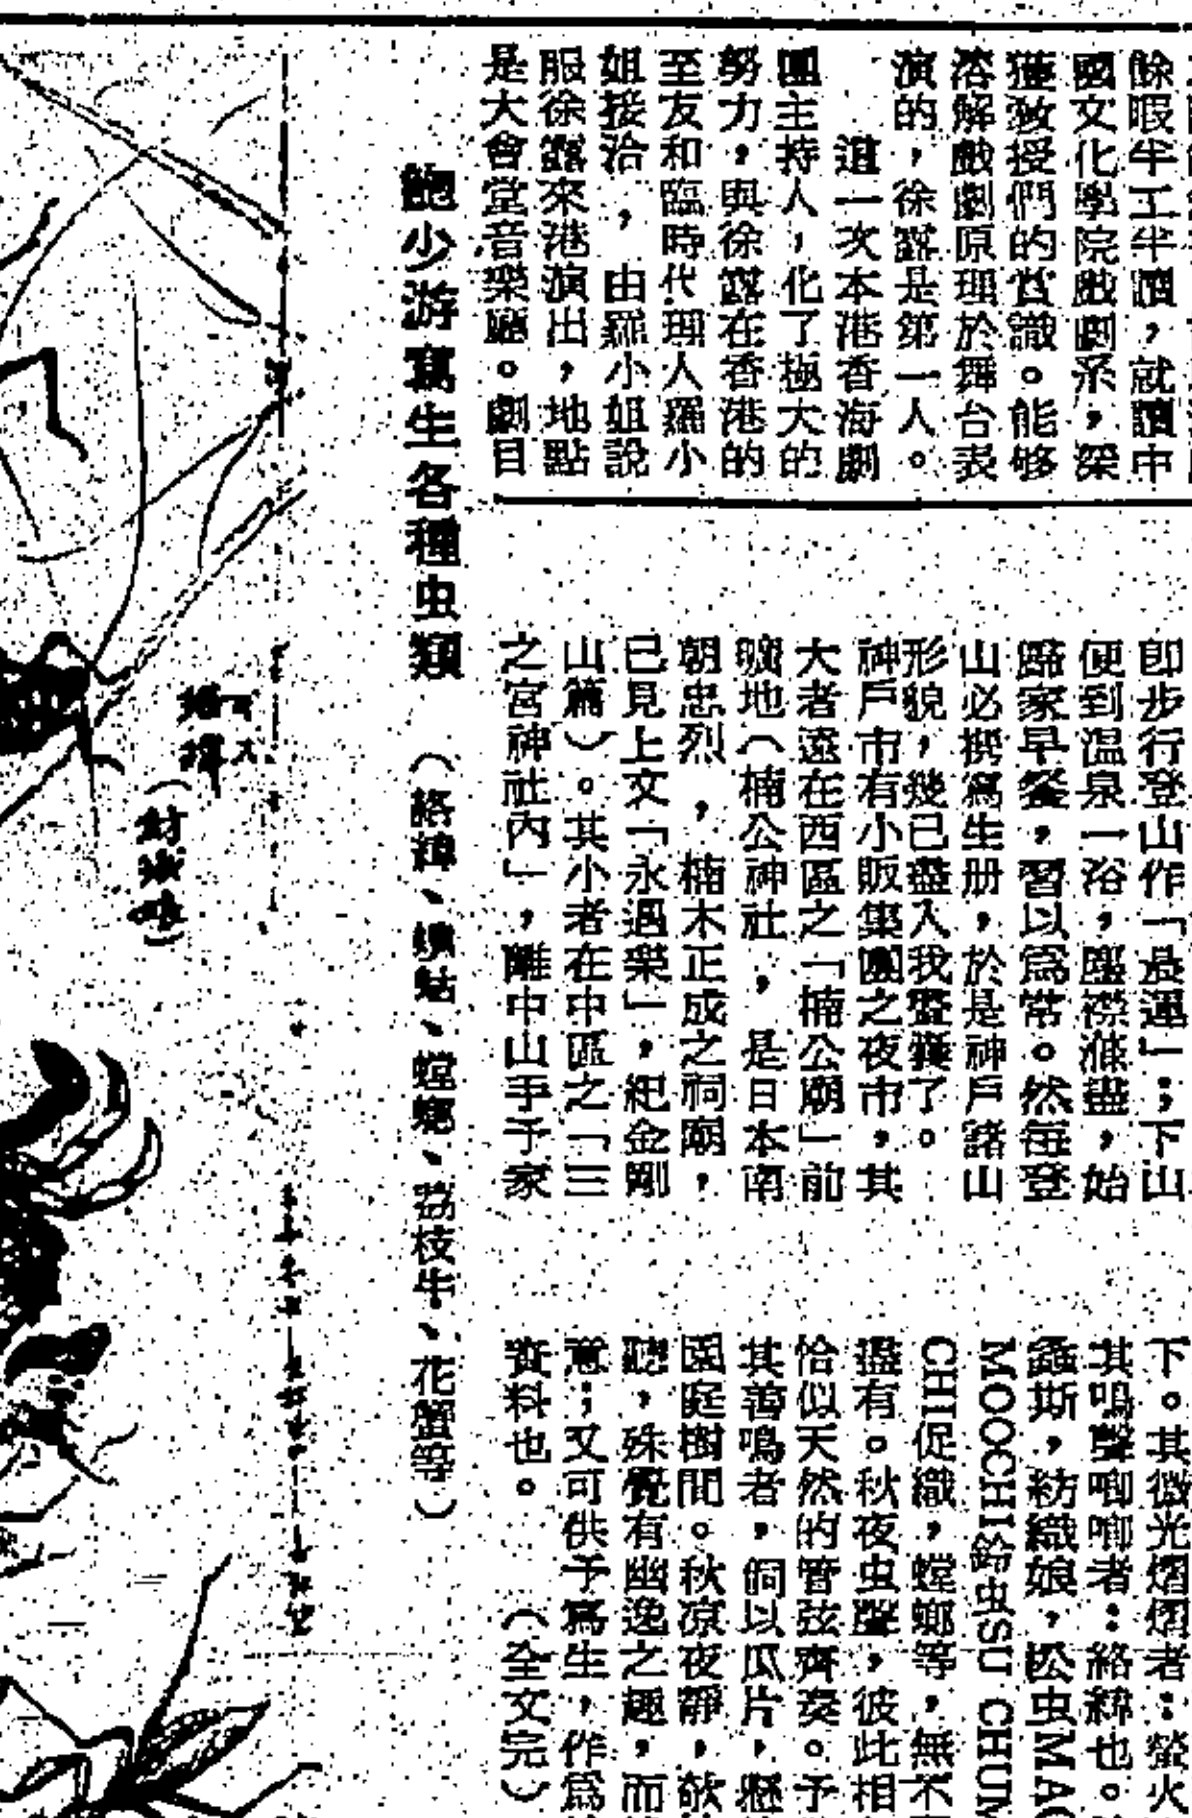 餘暇半工半讀，就讀中
國文化學院戲劇系，深
獲教授們的賞識。能够
溶解戲劇原理於舞台表
演的，徐露是第一人。
這一次本港香海劇
團主持人，化了極大的
努力，與徐露在香港的
至友和臨時代理人羅小
姐接洽，由羅小姐說
服徐露來港演出，地點
是大會堂音樂廳。劇目
即步行登山作「晨運」；下山
便到温泉一浴，塵襟滌盡，始
歸家早餐，習以爲常。然每登
山必携寫生册，於是神戶諸山
形貌，幾已盡入我畫囊了。
神戶市有小販集團之夜市，其
大者遠在西區之「楠公廟」前
曠地（楠公神社，是日本南
朝忠烈，楠木正成之祠廟，
已見上文「永遇樂」，紀金剛
山篇）。其小者在中區之「三
之宮神社內」，離中山手予家
下。其微光熠熠者：螢火
其鳴聲唧唧者：絡緯也。
螽斯，紡織娘，松虫MA
MOOCHI鈴虫SU CHUM
CHI促織，螳螂等，無不
盡有。秋夜虫聲，彼此相
恰似天然的管弦齊奏。予
其善鳴者，飼以瓜片，懸
園庭樹間。秋凉夜靜，欹
聽，殊覺有幽逸之趣，而
意；又可供予寫生，作爲
資料也。（全文完）
鮑少游寫生各種虫類（絡緯、蟪蛄、螳螂、荔枝牛、花蟹等）